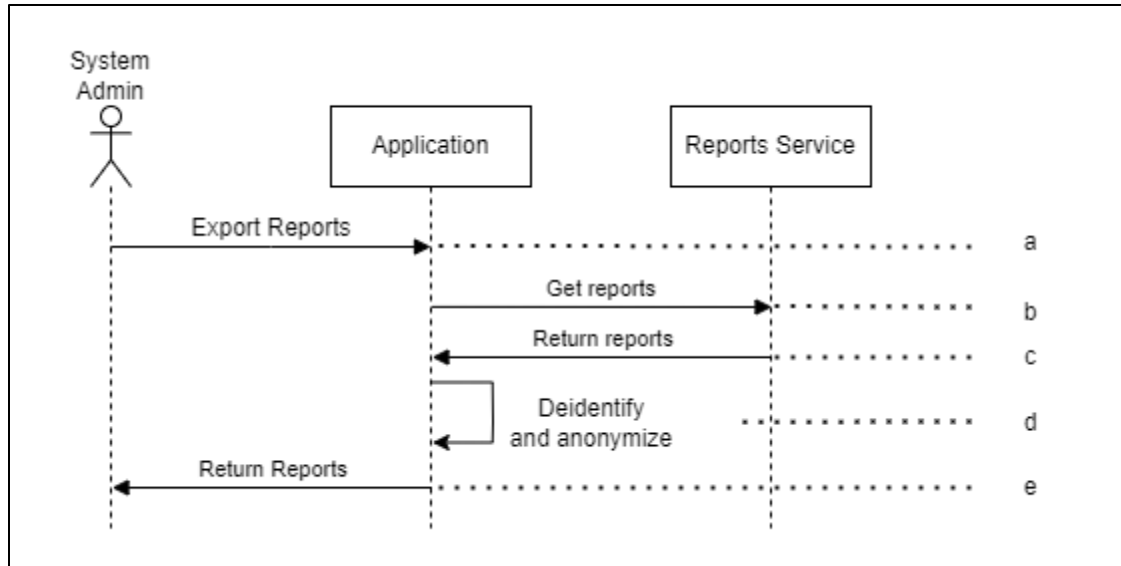 System
Admin
Application
Reports Service
Export Reports
a
Get reports
b
Return reports
c
Deidentify
and anonymize
d
Return Reports
e